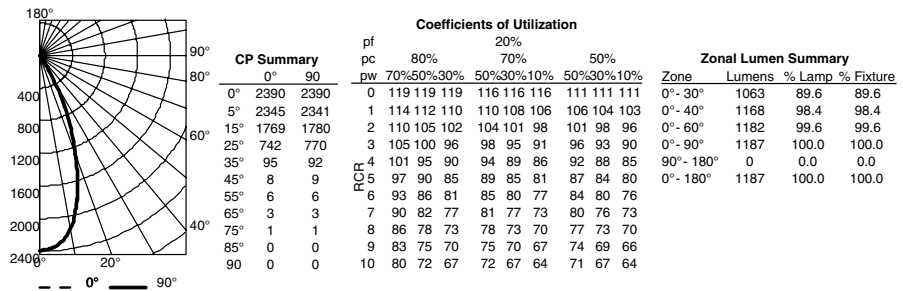 180°
90°
80°
60°
40°
400
800
1200
1600
2000
2400
0°
20°
0° 90°
CP Summary
0° 90
0° 2390 2390
5° 2345 2341
15° 1769 1780
25° 742 770
35° 95 92
45° 8 9
55° 6 6
65° 3 3
75° 1 1
85° 0 0
90 0 0
Coefficients of Utilization
pf 20%
pc 80% 70% 50%
pw 70%50%30% 50%30%10% 50%30%10%
RCR
0 119 119 119 116 116 116 111 111 111
1 114 112 110 110 108 106 106 104 103
2 110 105 102 104 101 98 101 98 96
3 105 100 96 98 95 91 96 93 90
4 101 95 90 94 89 86 92 88 85
5 97 90 85 89 85 81 87 84 80
6 93 86 81 85 80 77 84 80 76
7 90 82 77 81 77 73 80 76 73
8 86 78 73 78 73 70 77 73 70
9 83 75 70 75 70 67 74 69 66
10 80 72 67 72 67 64 71 67 64
Zonal Lumen Summary
Zone Lumens % Lamp % Fixture
0°- 30° 1063 89.6 89.6
0°- 40° 1168 98.4 98.4
0°- 60° 1182 99.6 99.6
0°- 90° 1187 100.0 100.0
90°- 180° 0 0.0 0.0
0°- 180° 1187 100.0 100.0